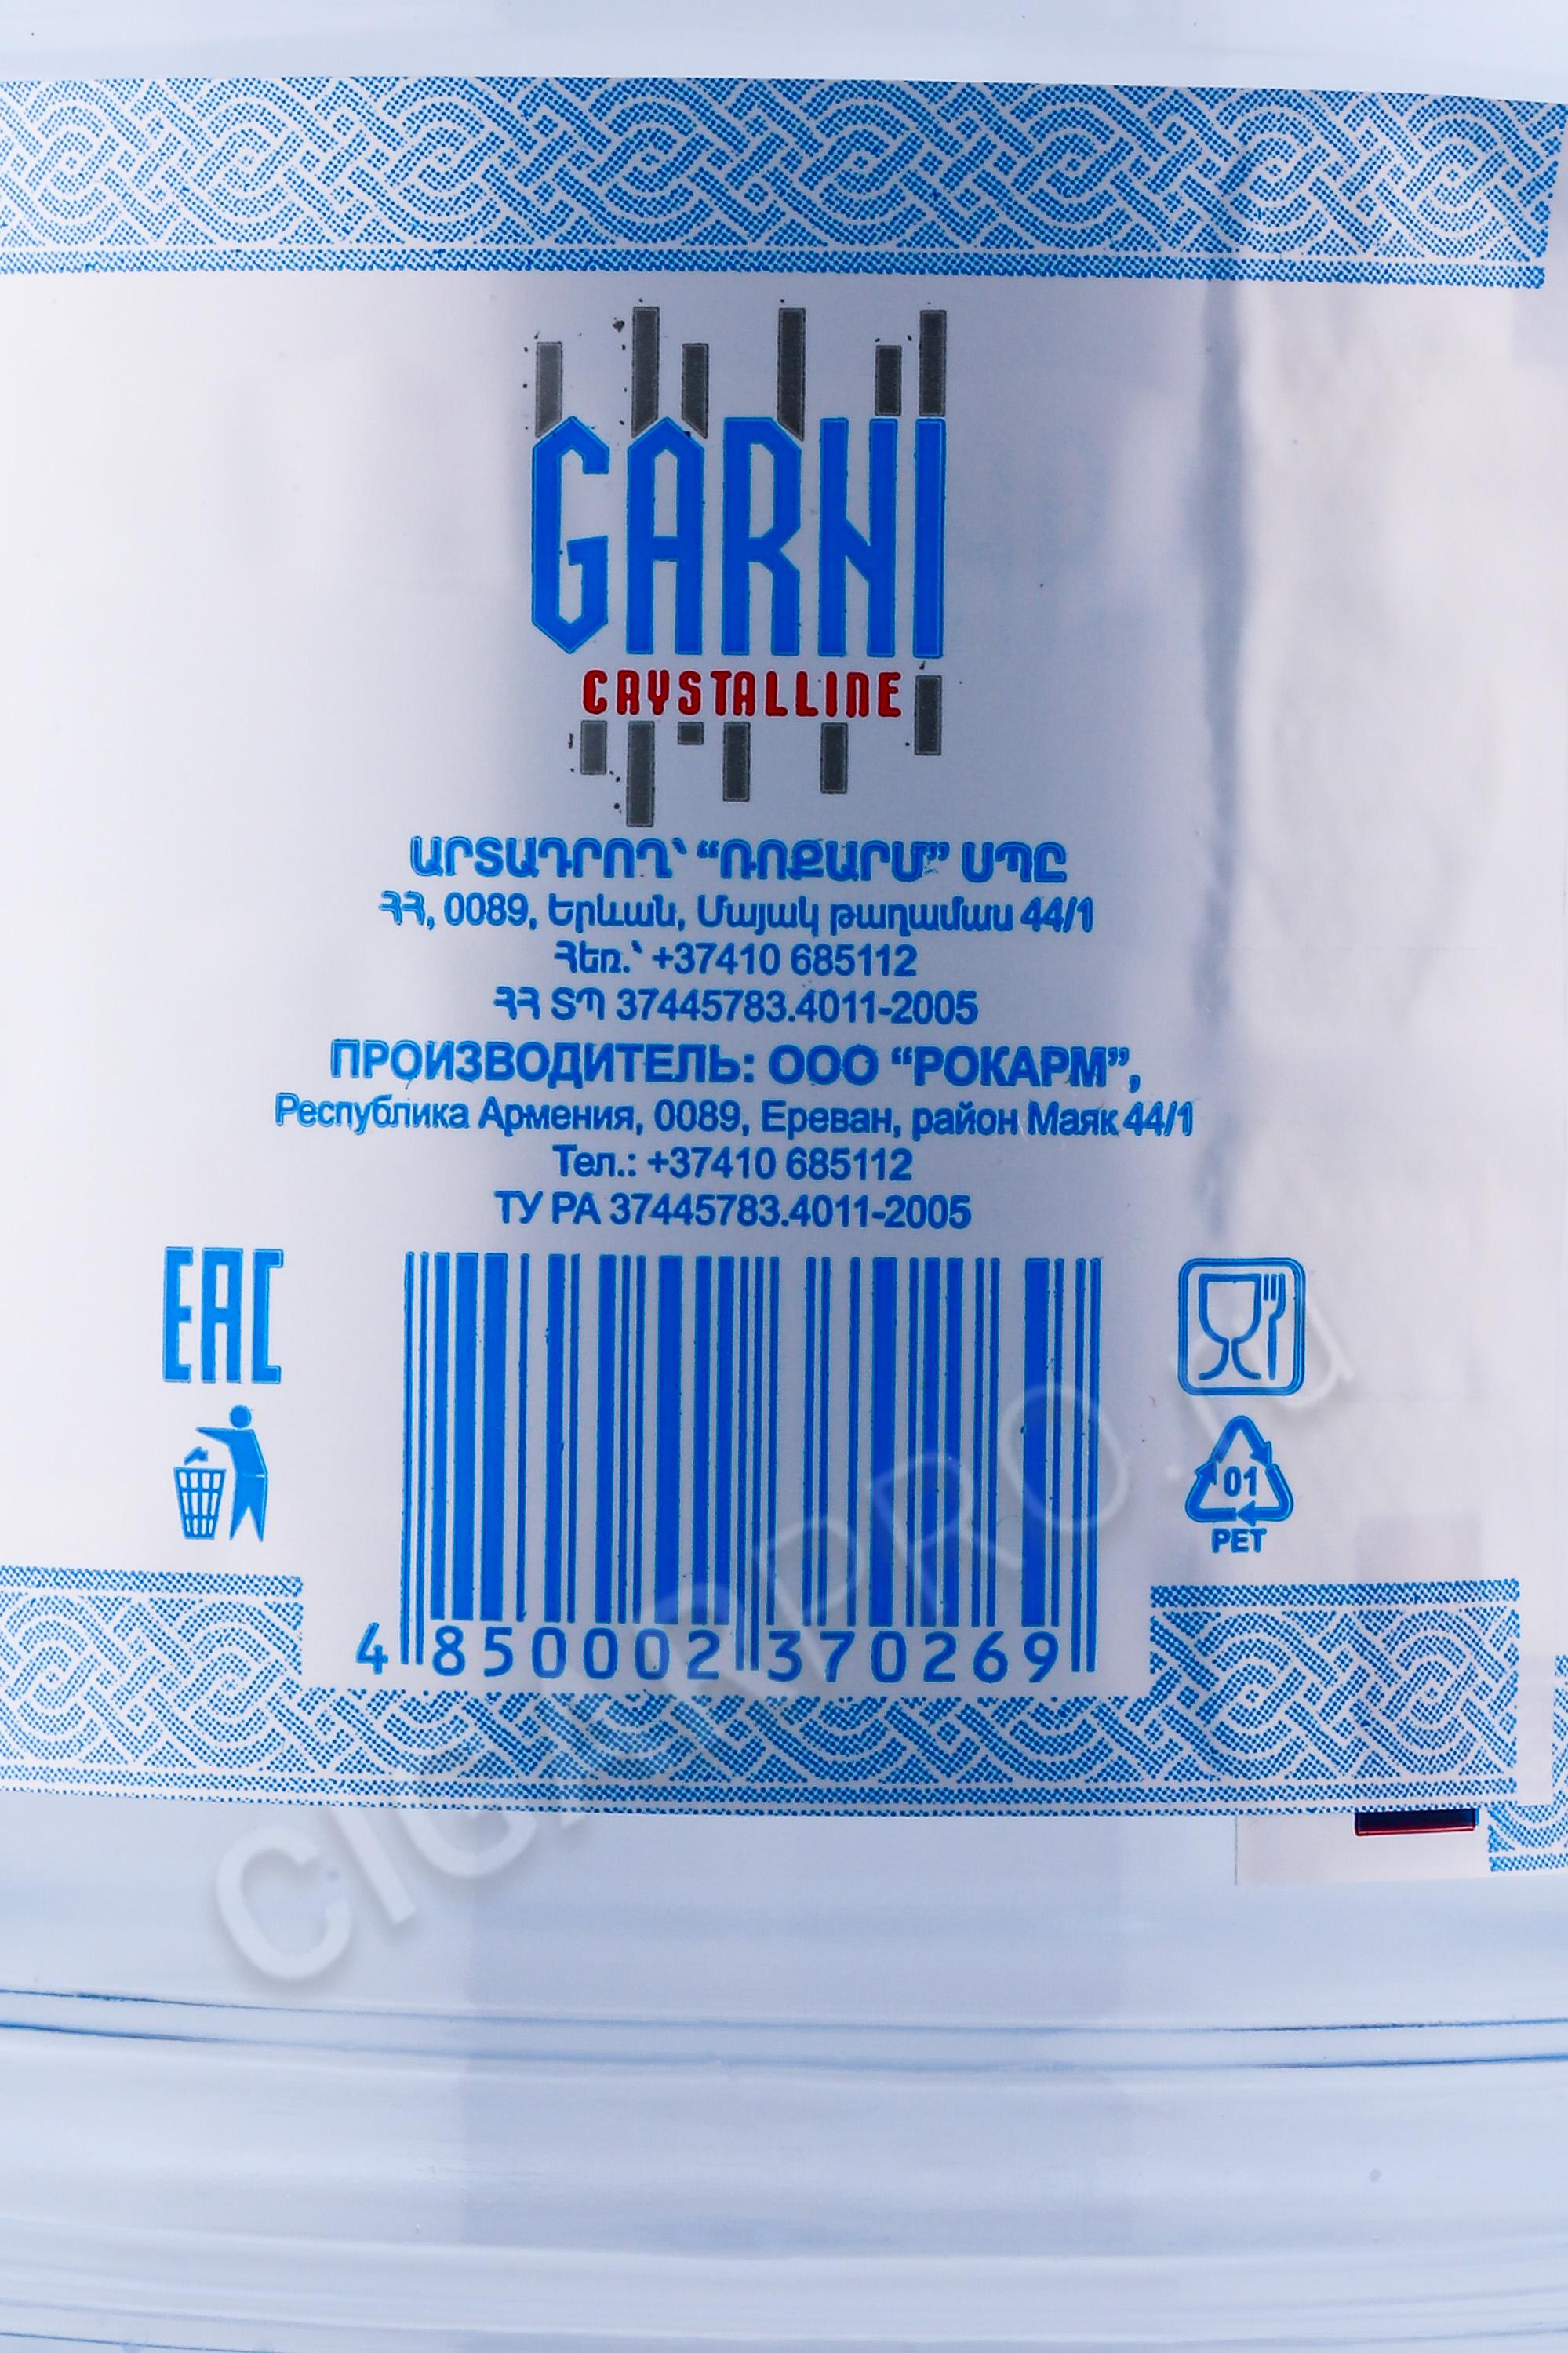 GARNI
CRYSTALLINE
ԱՐՏԱԴՐՈՂ՝ “ՌՈՔԱՐՄ” ՍՊԸ
ՀՀ, 0089, Երևան, Մայակ թաղամաս 44/1
Հեռ.՝ +37410 685112
ՀՀ ՏՊ 37445783.4011-2005
ПРОИЗВОДИТЕЛЬ: ООО “РОКАРМ”,
Республика Армения, 0089, Ереван, район Маяк 44/1
Тел.: +37410 685112
ТУ РА 37445783.4011-2005
EAC
01
PET
4 850002 370269
CIGARPRO.ru